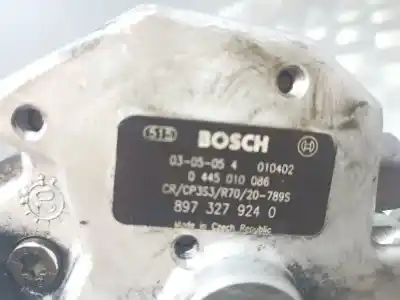 510 BOSCH
03-05-05 4 010402
0 445 010 086
CR/CP3S3/R70/20-789S
897 327 924 0
Made in Czech Republic